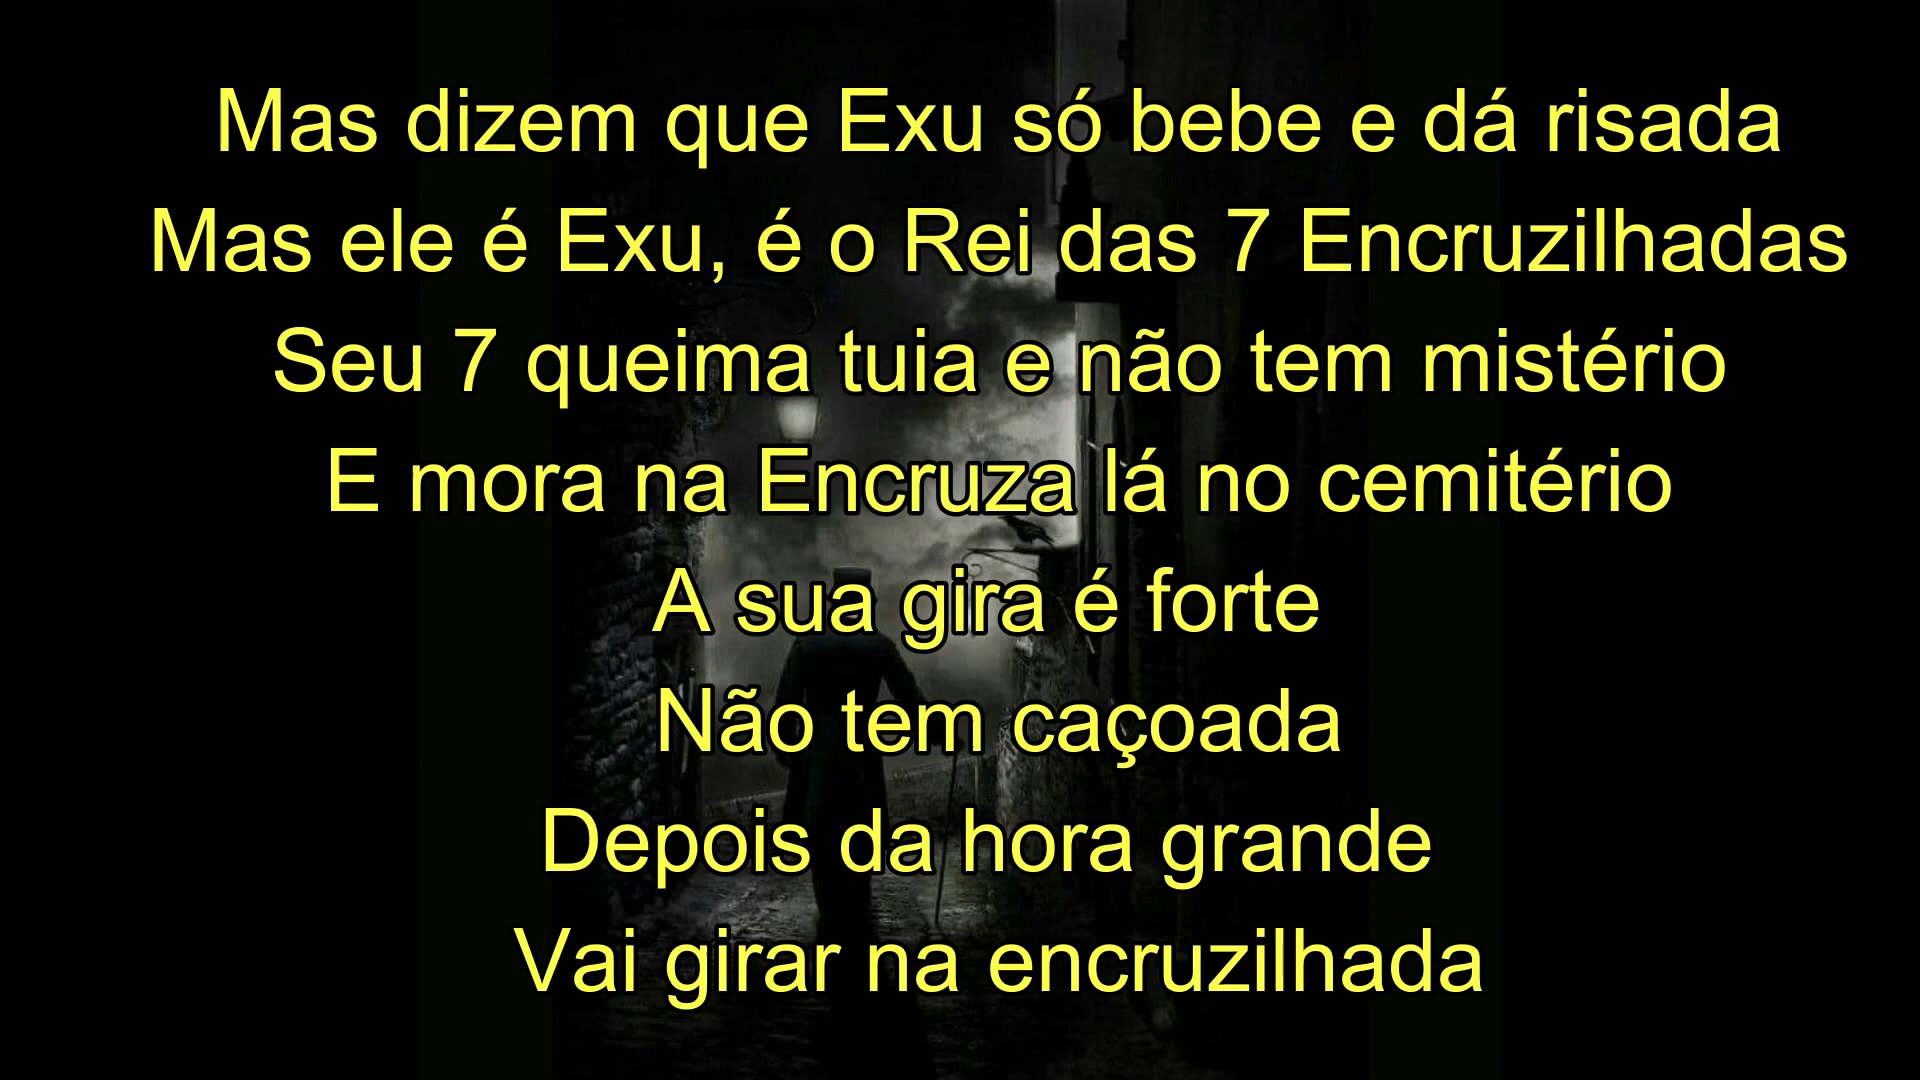 Mas dizem que Exu só bebe e dá risada
Mas ele é Exu, é o Rei das 7 Encruzilhadas
Seu 7 queima tuia e não tem mistério
E mora na Encruza lá no cemitério
A sua gira é forte
Não tem caçoada
Depois da hora grande
Vai girar na encruzilhada